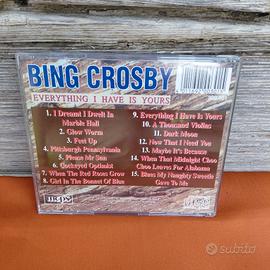 BING CROSBY
EVERYTHING I HAVE IS YOURS
1. I Dreamt I Dwelt In
Marble Hall
2. Glow Worm
3. Feet Up
4. Pittsburgh Pennsylvania
5. Please Mr Sun
6. Cockeyed Optimist
7. When The Red Roses Grow
8. Girl In The Bonnet Of Blue
9. Everything I Have Is Yours
10. A Thousand Violins
11. Dark Moon
12. Now That I Need You
13. Maybe It's Because
14. When That Midnight Choo
Choo Leaves For Alabama
15. Blues My Naughty Sweetie
Gave To Me
subito